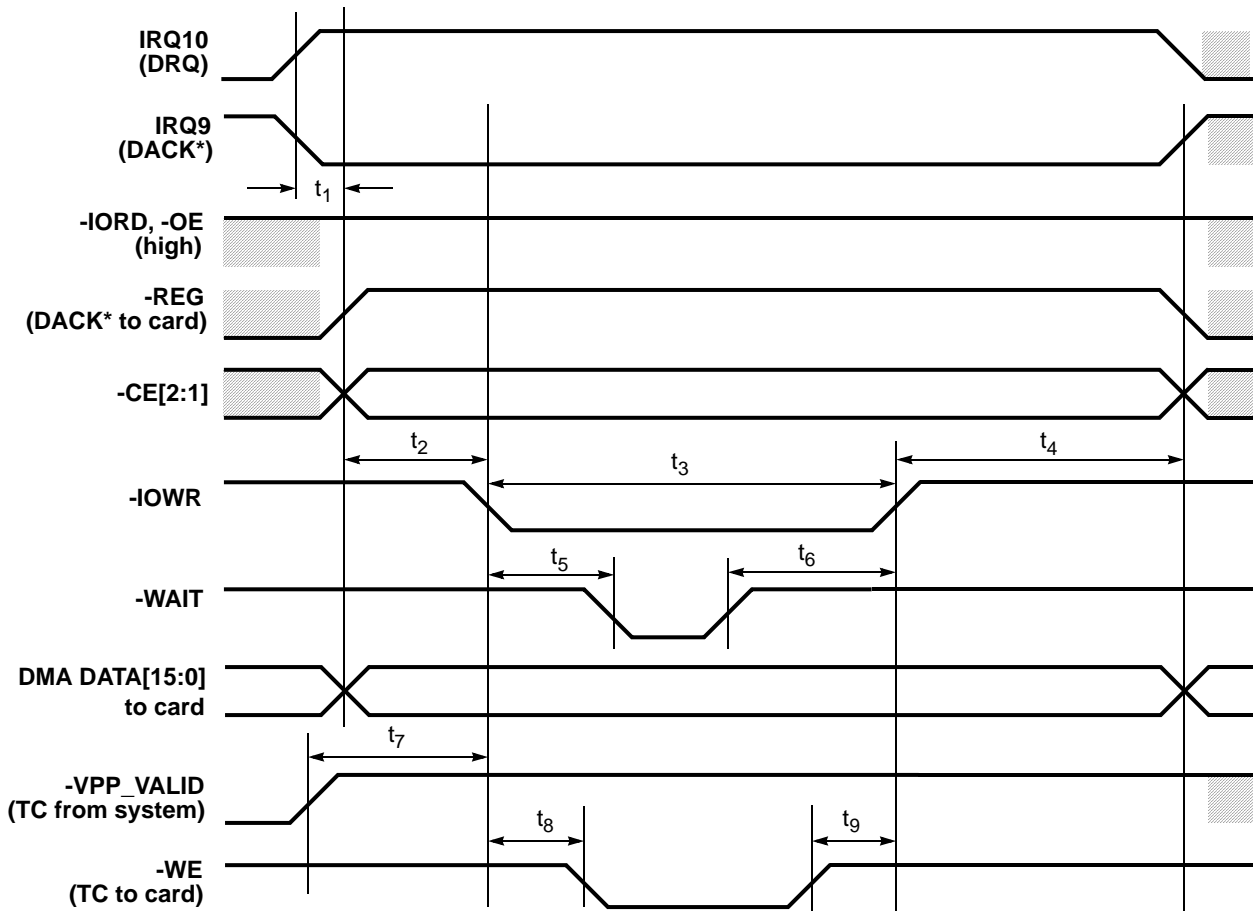 IRQ10
(DRQ)
IRQ9
(DACK*)
t1
-IORD, -OE
(high)
-REG
(DACK* to card)
-CE[2:1]
t2
t3
t4
-IOWR
t5
t6
-WAIT
DMA DATA[15:0]
to card
t7
-VPP_VALID
(TC from system)
t8
t9
-WE
(TC to card)